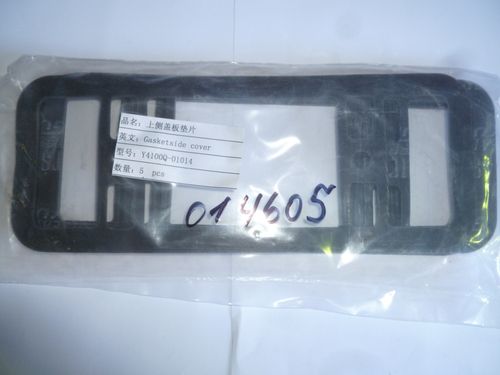 品名：上侧盖板垫片
英文：Gasketside cover
型号：Y4100Q-01014
数量：5 pcs
014605